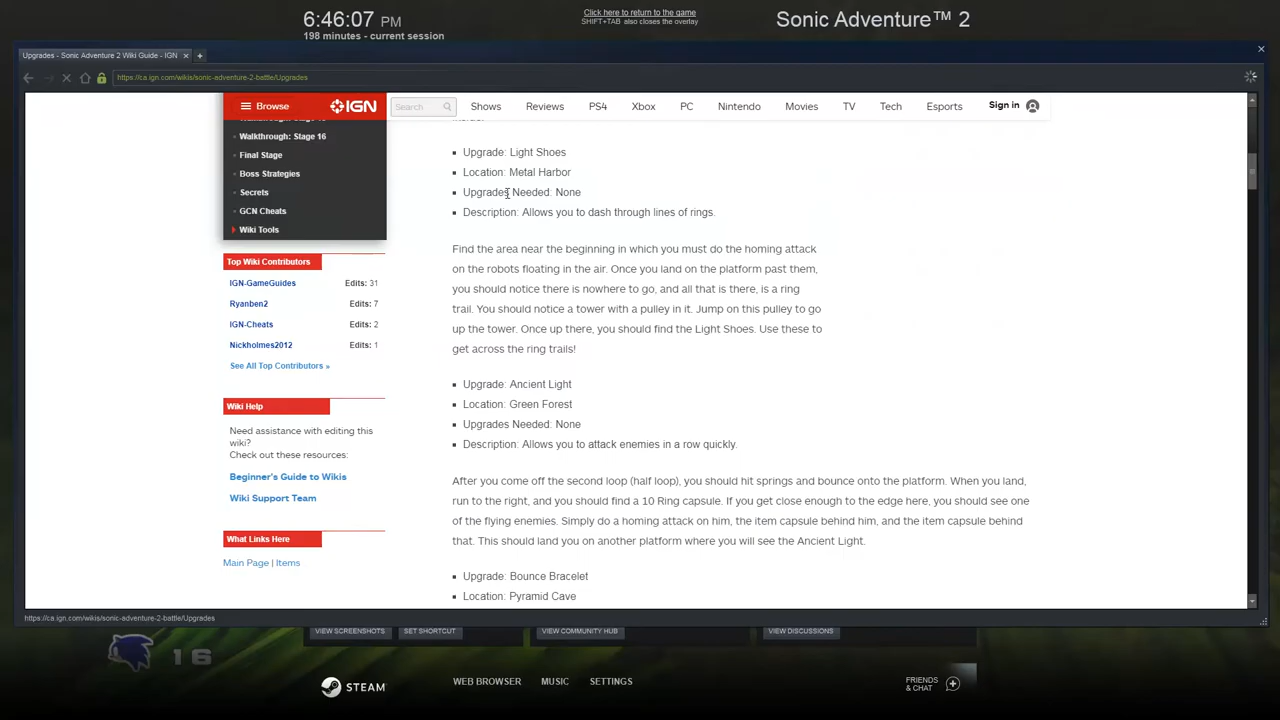 6:46:07 PM
198 minutes - current session
Click here to return to the game
SHIFT+TAB also closes the overlay
Sonic Adventure™ 2
Upgrades - Sonic Adventure 2 Wiki Guide - IGN
https://ca.ign.com/wikis/sonic-adventure-2-battle/Upgrades
Browse
IGN
Search
Shows
Reviews
PS4
Xbox
PC
Nintendo
Movies
TV
Tech
Esports
Sign in
Walkthrough: Stage 16
Final Stage
Boss Strategies
Secrets
GCN Cheats
Wiki Tools
Top Wiki Contributors
IGN-GameGuides Edits: 31
Ryanben2 Edits: 7
IGN-Cheats Edits: 2
Nickholmes2012 Edits: 1
See All Top Contributors »
Wiki Help
Need assistance with editing this
wiki?
Check out these resources:
Beginner's Guide to Wikis
Wiki Support Team
What Links Here
Main Page | Items
Upgrade: Light Shoes
Location: Metal Harbor
Upgrades Needed: None
Description: Allows you to dash through lines of rings.
Find the area near the beginning in which you must do the homing attack
on the robots floating in the air. Once you land on the platform past them,
you should notice there is nowhere to go, and all that is there, is a ring
trail. You should notice a tower with a pulley in it. Jump on this pulley to go
up the tower. Once up there, you should find the Light Shoes. Use these to
get across the ring trails!
Upgrade: Ancient Light
Location: Green Forest
Upgrades Needed: None
Description: Allows you to attack enemies in a row quickly.
After you come off the second loop (half loop), you should hit springs and bounce onto the platform. When you land,
run to the right, and you should find a 10 Ring capsule. If you get close enough to the edge here, you should see one
of the flying enemies. Simply do a homing attack on him, the item capsule behind him, and the item capsule behind
that. This should land you on another platform where you will see the Ancient Light.
Upgrade: Bounce Bracelet
Location: Pyramid Cave
https://ca.ign.com/wikis/sonic-adventure-2-battle/Upgrades
VIEW SCREENSHOTS
SET SHORTCUT
VIEW COMMUNITY HUB
VIEW DISCUSSIONS
16
STEAM
WEB BROWSER
MUSIC
SETTINGS
FRIENDS
& CHAT